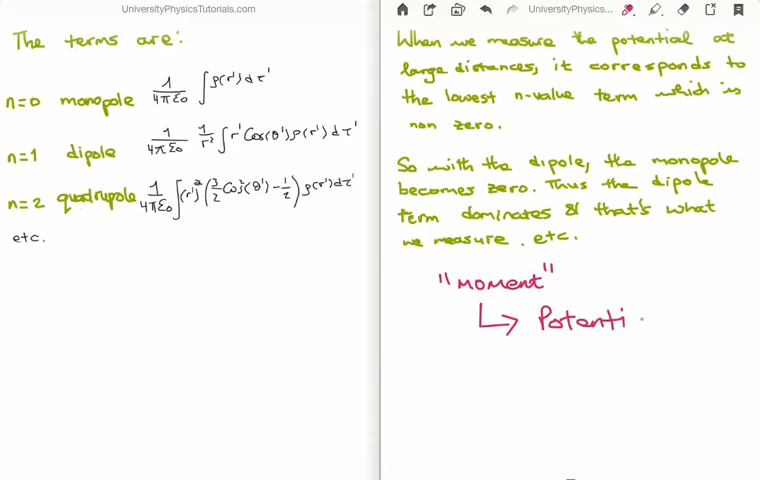 UniversityPhysicsTutorials.com
The terms are:
n=0 monopole 1/4πε₀ ∫ρ(r')dτ'
n=1 dipole 1/4πε₀ 1/r² ∫r' Cos(θ')ρ(r')dτ'
n=2 quadrupole 1/4πε₀ ∫(r')² (3/2 Cos²(θ') - 1/2) ρ(r')dτ'
etc.
UniversityPhysics...
When we measure the potential at
large distances, it corresponds to
the lowest n-value term which is
non zero.
So with the dipole, the monopole
becomes zero. Thus the dipole
term dominates & that's what
we measure. etc.
"moment"
↳ Potenti